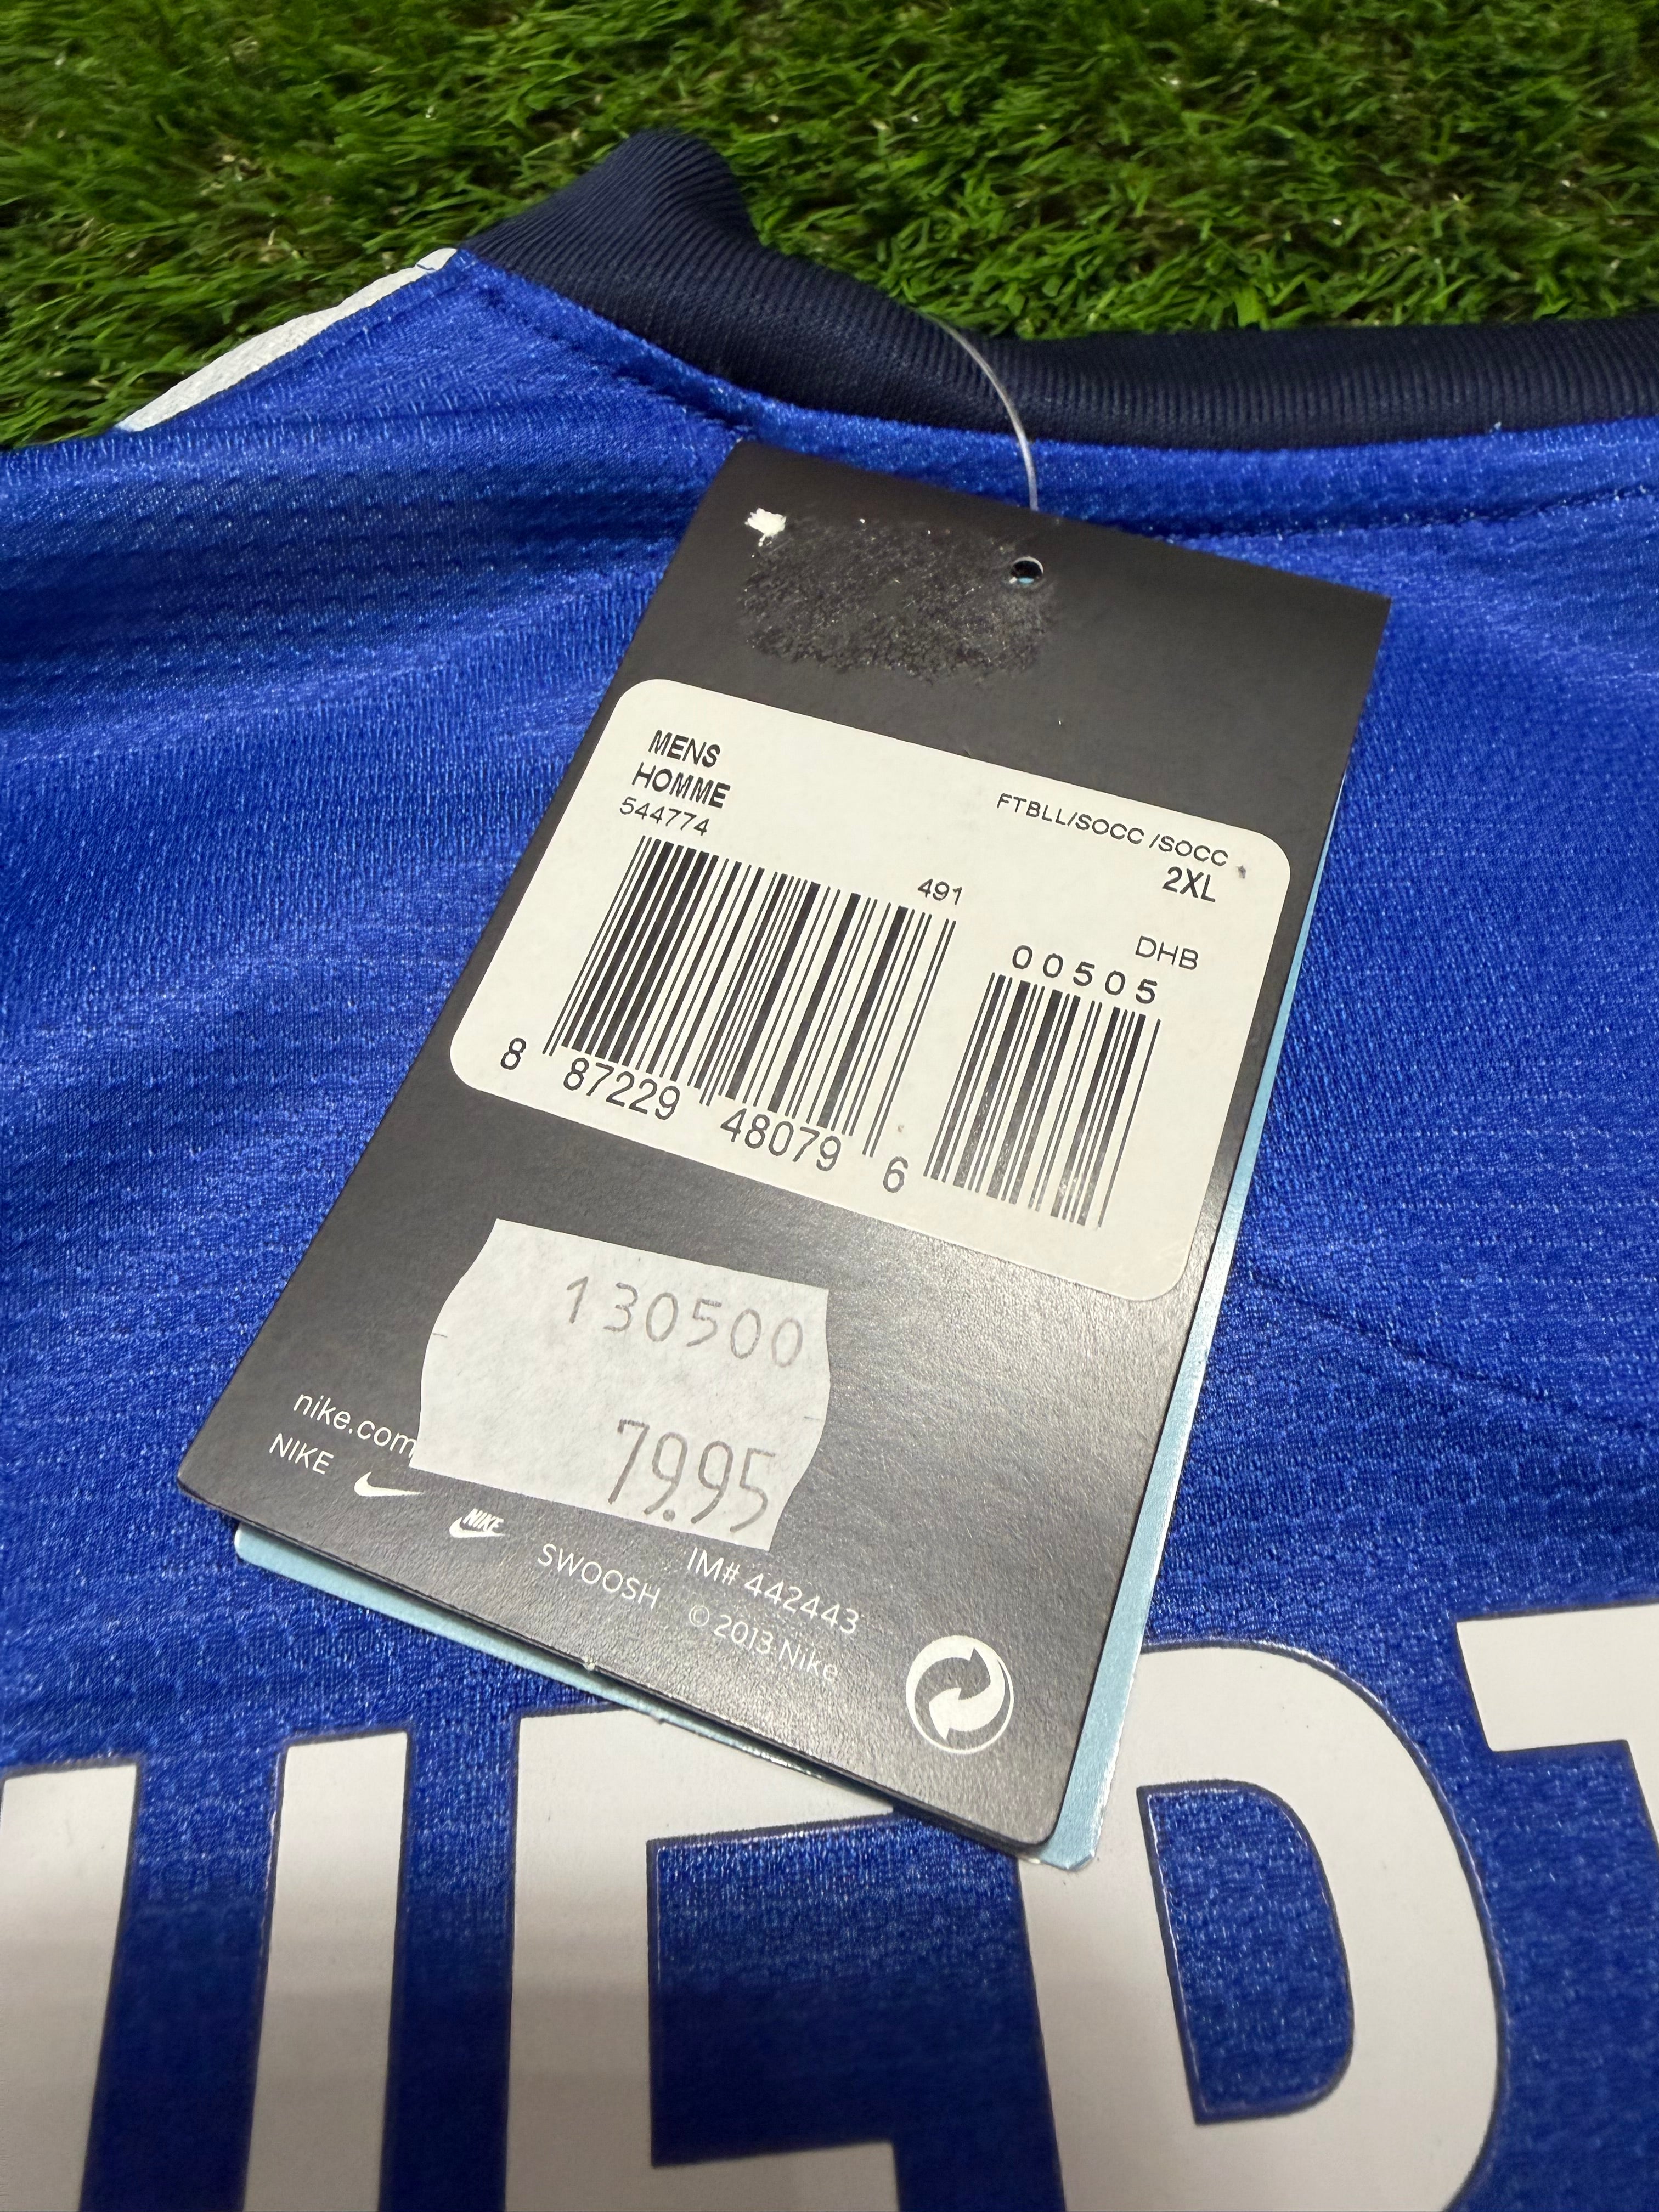 MENS
HOMME
544774
FTBLL/SOCC /SOCC
2XL
491
DHB
00505
8 87229 48079 6
130500
79.95
nike.com
NIKE
NIKE
SWOOSH
IM# 442443
© 2013 Nike